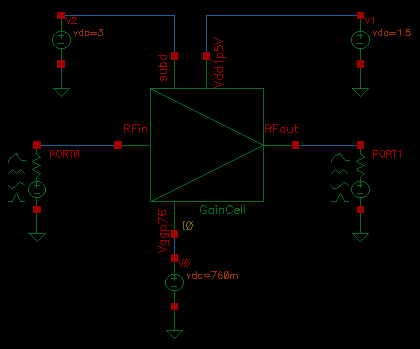 V2
vdc=3
V1
vdc=1.5
subd
Vdd1p5V
RFin
RFout
PORT0
PORT1
GainCell
Vggp76
I0
V0
vdc=760m